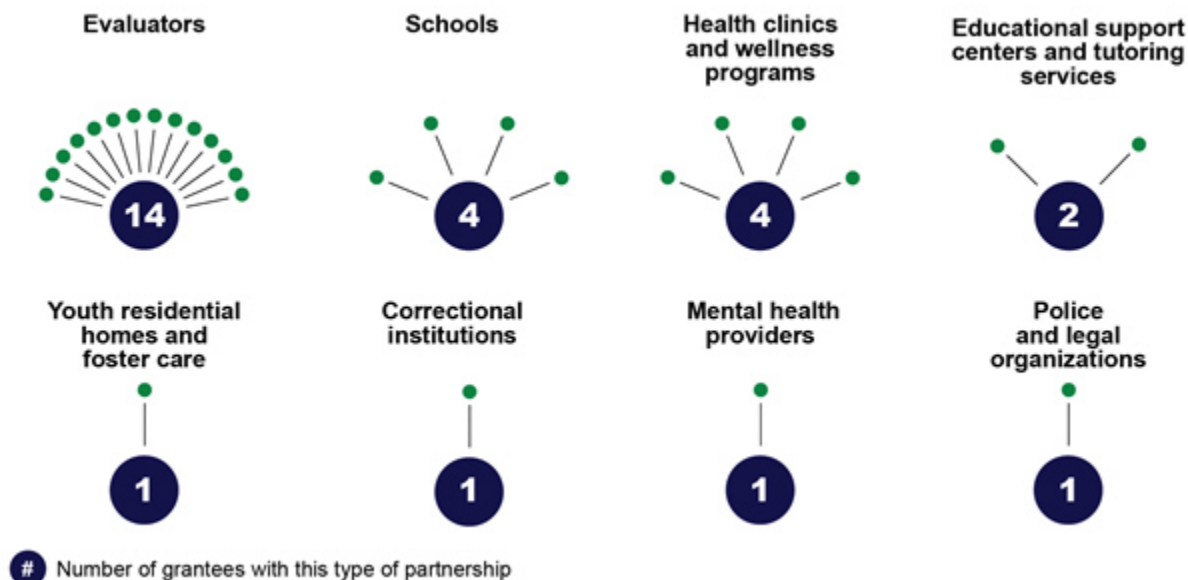 Evaluators
Schools
Health clinics
and wellness
programs
Educational support
centers and tutoring
services
14
4
4
2
Youth residential
homes and
foster care
Correctional
institutions
Mental health
providers
Police
and legal
organizations
1
1
1
1
# Number of grantees with this type of partnership